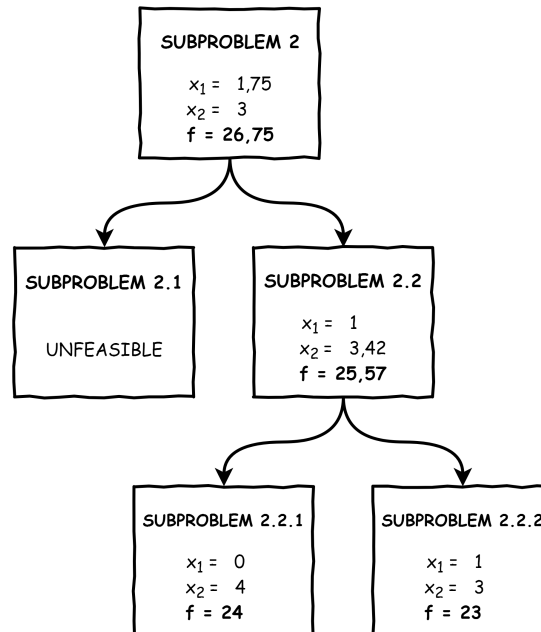 SUBPROBLEM 2
x₁ = 1,75
x₂ = 3
f = 26,75
SUBPROBLEM 2.1
UNFEASIBLE
SUBPROBLEM 2.2
x₁ = 1
x₂ = 3,42
f = 25,57
SUBPROBLEM 2.2.1
x₁ = 0
x₂ = 4
f = 24
SUBPROBLEM 2.2.2
x₁ = 1
x₂ = 3
f = 23